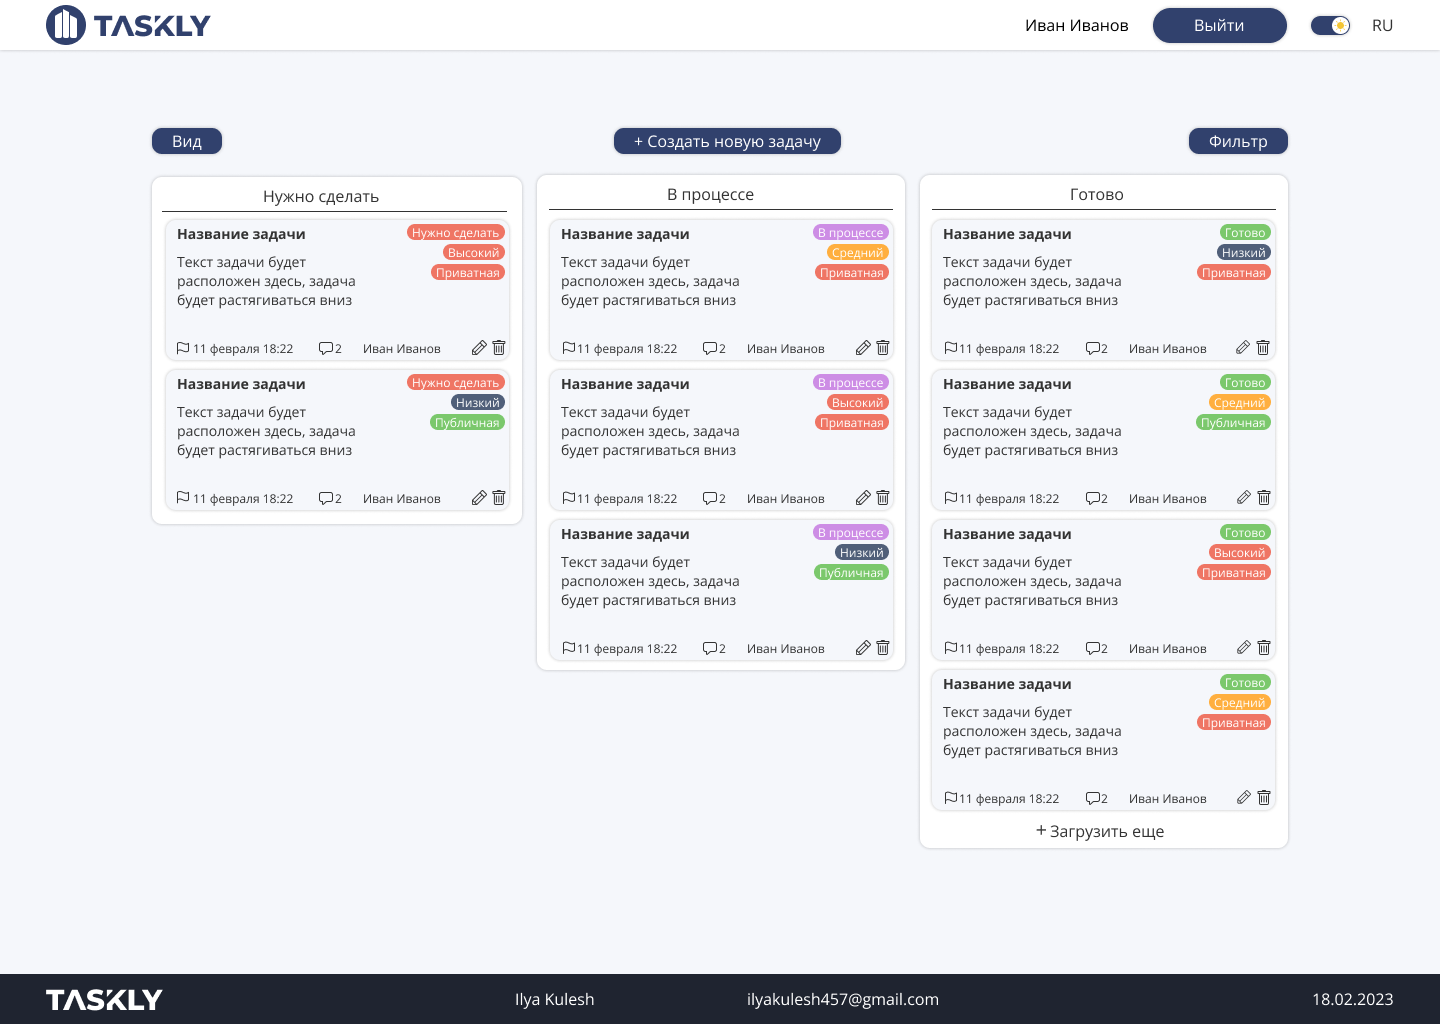 TASKLY
Иван Иванов
Выйти
RU
Вид
+ Создать новую задачу
Фильтр
Нужно сделать
Название задачи
Нужно сделать
Высокий
Приватная
Текст задачи будет
расположен здесь, задача
будет растягиваться вниз
11 февраля 18:22
2
Иван Иванов
Название задачи
Нужно сделать
Низкий
Публичная
Текст задачи будет
расположен здесь, задача
будет растягиваться вниз
11 февраля 18:22
2
Иван Иванов
В процессе
Название задачи
В процессе
Средний
Приватная
Текст задачи будет
расположен здесь, задача
будет растягиваться вниз
11 февраля 18:22
2
Иван Иванов
Название задачи
В процессе
Высокий
Приватная
Текст задачи будет
расположен здесь, задача
будет растягиваться вниз
11 февраля 18:22
2
Иван Иванов
Название задачи
В процессе
Низкий
Публичная
Текст задачи будет
расположен здесь, задача
будет растягиваться вниз
11 февраля 18:22
2
Иван Иванов
Готово
Название задачи
Готово
Низкий
Приватная
Текст задачи будет
расположен здесь, задача
будет растягиваться вниз
11 февраля 18:22
2
Иван Иванов
Название задачи
Готово
Средний
Публичная
Текст задачи будет
расположен здесь, задача
будет растягиваться вниз
11 февраля 18:22
2
Иван Иванов
Название задачи
Готово
Высокий
Приватная
Текст задачи будет
расположен здесь, задача
будет растягиваться вниз
11 февраля 18:22
2
Иван Иванов
Название задачи
Готово
Средний
Приватная
Текст задачи будет
расположен здесь, задача
будет растягиваться вниз
11 февраля 18:22
2
Иван Иванов
+ Загрузить еще
TASKLY
Ilya Kulesh
ilyakulesh457@gmail.com
18.02.2023